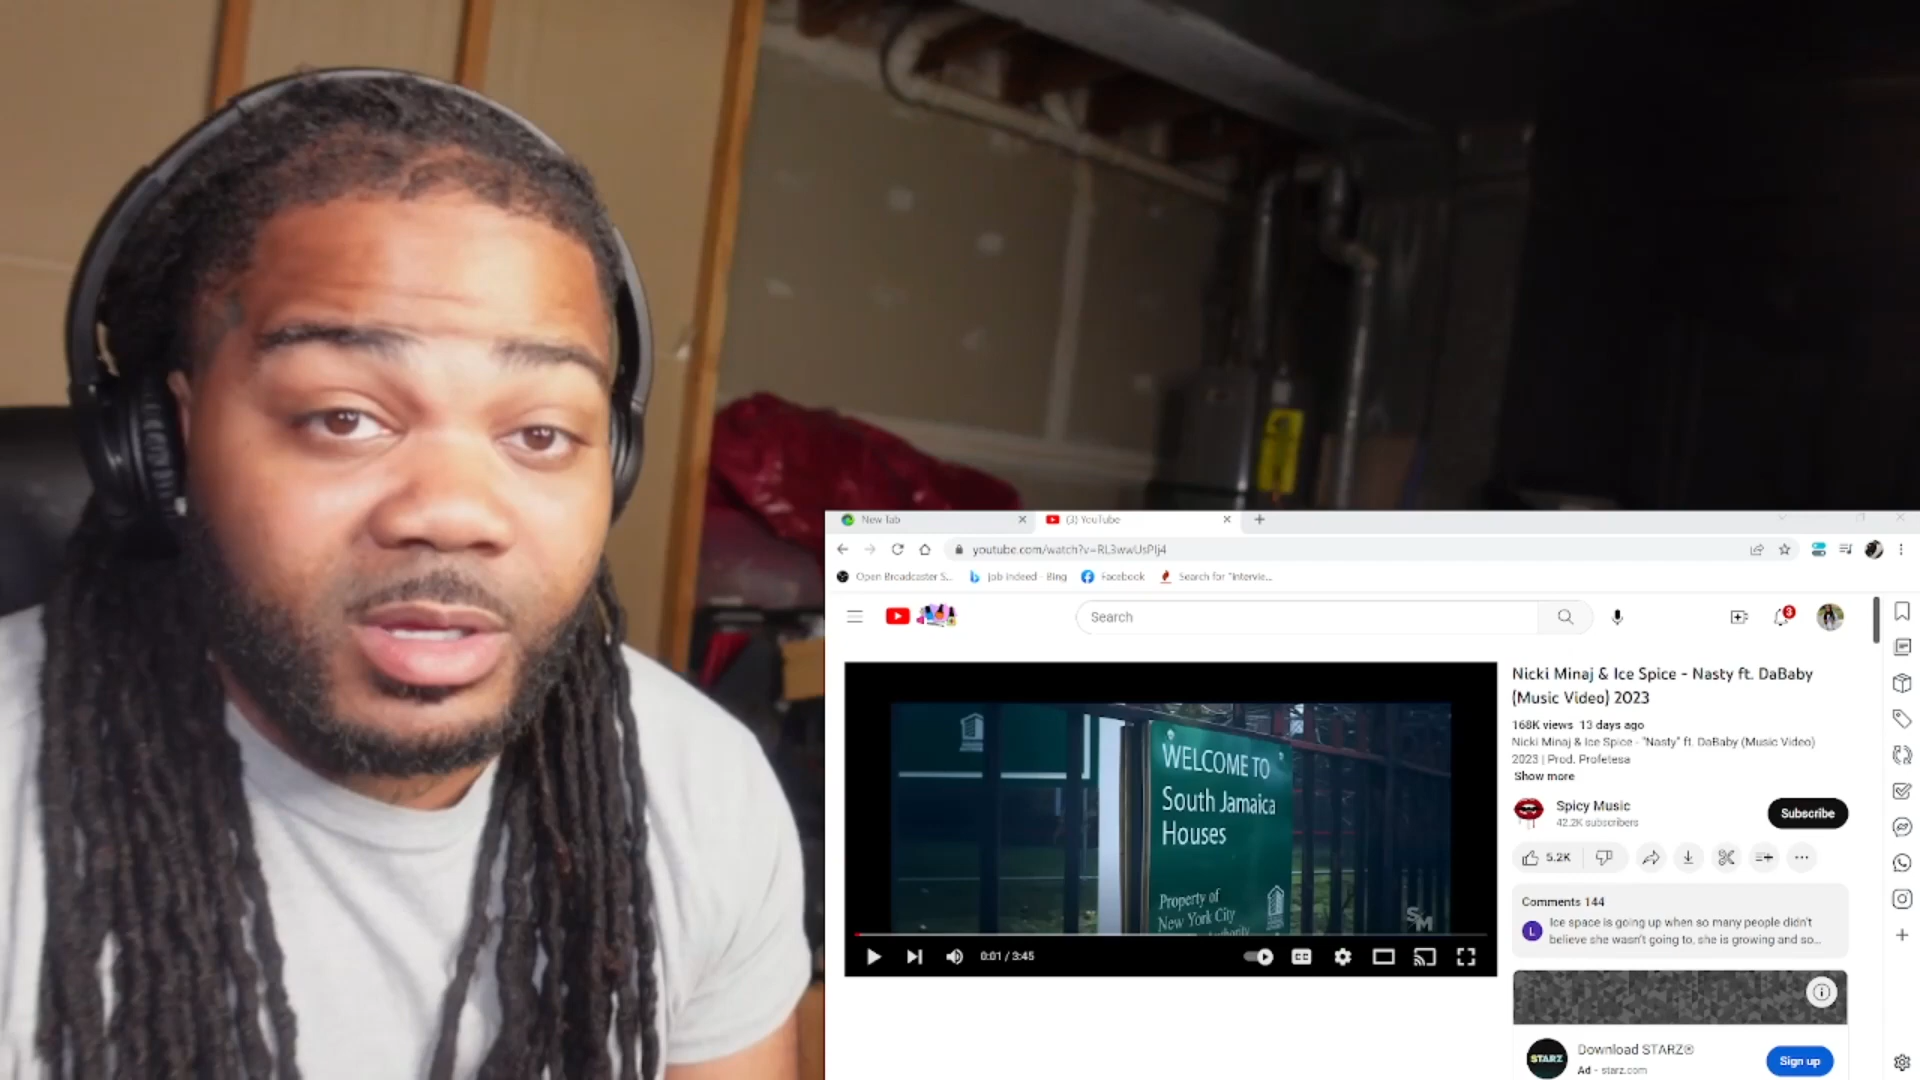 New Tab
(3) YouTube
youtube.com/watch?v=RL3wwUsPIj4
Open Broadcaster S...
job indeed - Bing
Facebook
Search for "Intervie...
Search
3
WELCOME TO
South Jamaica
Houses
Property of
New York City
SM
0:01 / 3:45
CC
Nicki Minaj & Ice Spice - Nasty ft. DaBaby
(Music Video) 2023
168K views 13 days ago
Nicki Minaj & Ice Spice - "Nasty" ft. DaBaby (Music Video)
2023 | Prod. Profetesa
Show more
Spicy Music
42.2K subscribers
Subscribe
5.2K
Comments 144
L
Ice space is going up when so many people didn't
believe she wasn't going to, she is growing and so...
STARZ
Download STARZ®
Ad - starz.com
Sign up